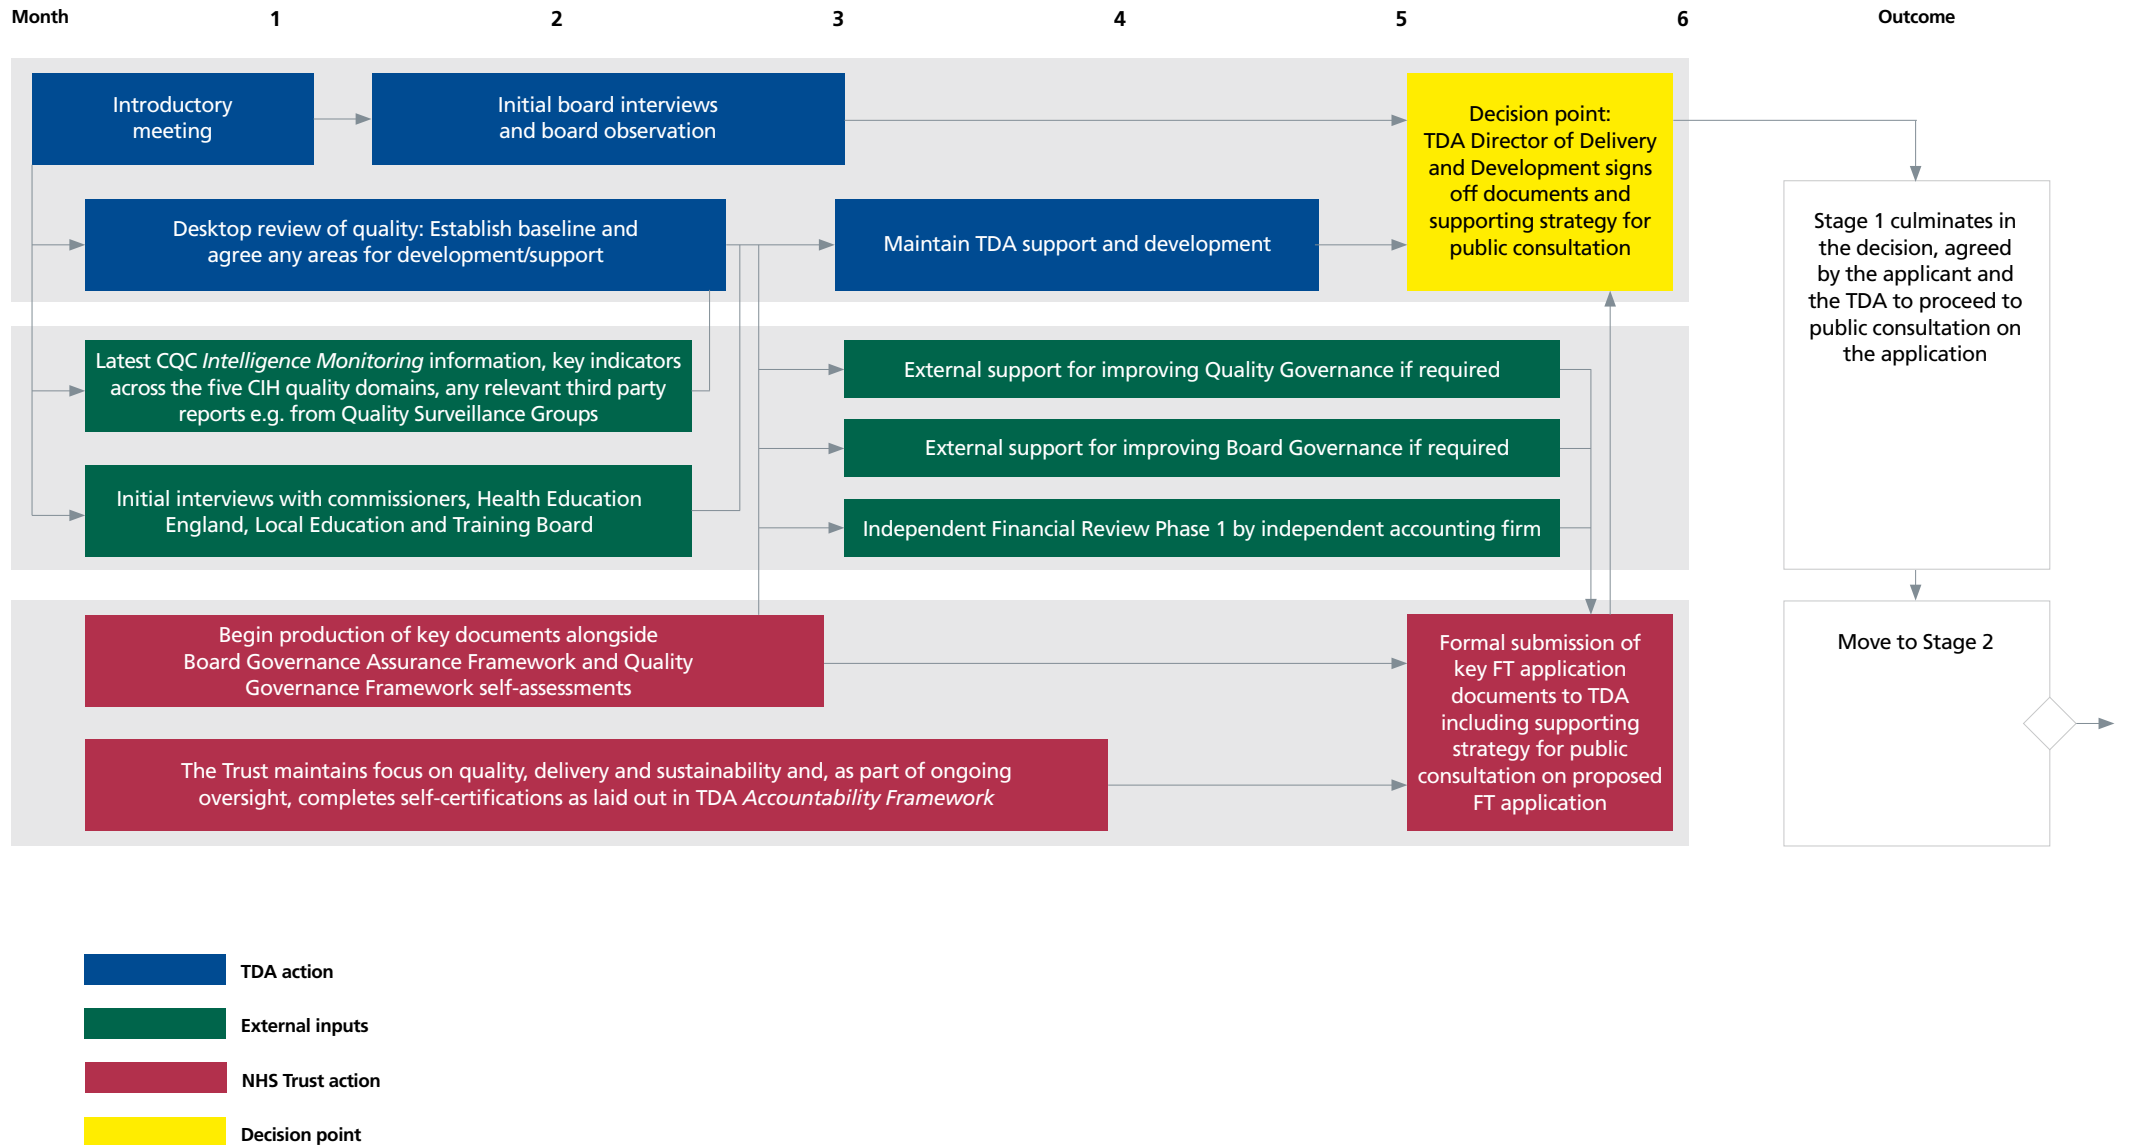 Month 1 2 3 4 5 6 Outcome
Introductory
meeting
Initial board interviews
and board observation
Decision point:
TDA Director of Delivery
and Development signs
off documents and
supporting strategy for
public consultation
Desktop review of quality: Establish baseline and
agree any areas for development/support
Maintain TDA support and development
Stage 1 culminates in
the decision, agreed
by the applicant and
the TDA to proceed to
public consultation on
the application
Latest CQC Intelligence Monitoring information, key indicators
across the five CIH quality domains, any relevant third party
reports e.g. from Quality Surveillance Groups
External support for improving Quality Governance if required
External support for improving Board Governance if required
Initial interviews with commissioners, Health Education
England, Local Education and Training Board
Independent Financial Review Phase 1 by independent accounting firm
Begin production of key documents alongside
Board Governance Assurance Framework and Quality
Governance Framework self-assessments
Formal submission of
key FT application
documents to TDA
including supporting
strategy for public
consultation on proposed
FT application
Move to Stage 2
The Trust maintains focus on quality, delivery and sustainability and, as part of ongoing
oversight, completes self-certifications as laid out in TDA Accountability Framework
TDA action
External inputs
NHS Trust action
Decision point